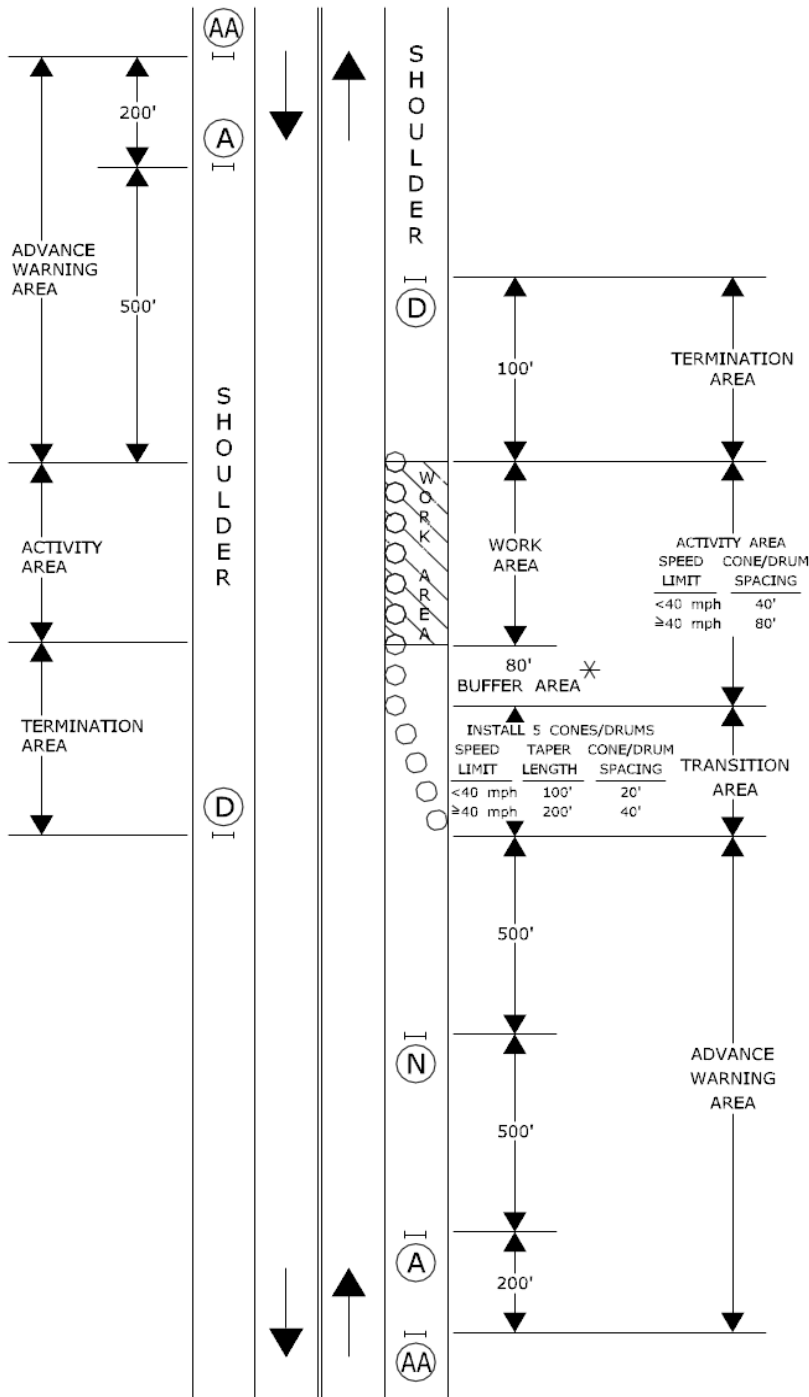 AA
200'
A
ADVANCE
WARNING
AREA
500'
SHOULDER
ACTIVITY
AREA
TERMINATION
AREA
D
SHOULDER
D
100'
TERMINATION
AREA
WORK AREA
WORK
AREA
ACTIVITY AREA
SPEED CONE/DRUM
LIMIT SPACING
<40 mph 40'
≧40 mph 80'
80'
BUFFER AREA*
INSTALL 5 CONES/DRUMS
SPEED TAPER CONE/DRUM
LIMIT LENGTH SPACING
<40 mph 100' 20'
≧40 mph 200' 40'
TRANSITION
AREA
500'
N
500'
ADVANCE
WARNING
AREA
A
200'
AA